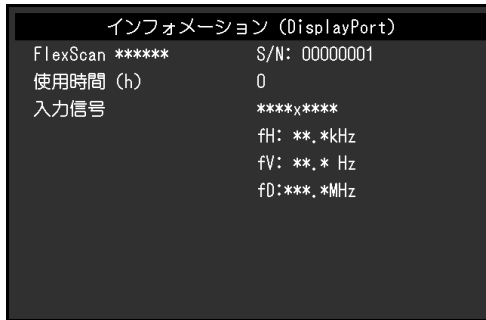 インフォメーション (DisplayPort)
FlexScan ****** S/N: 00000001
使用時間 (h) 0
入力信号 ****x****
fH: **.*kHz
fV: **.* Hz
fD:***.*MHz